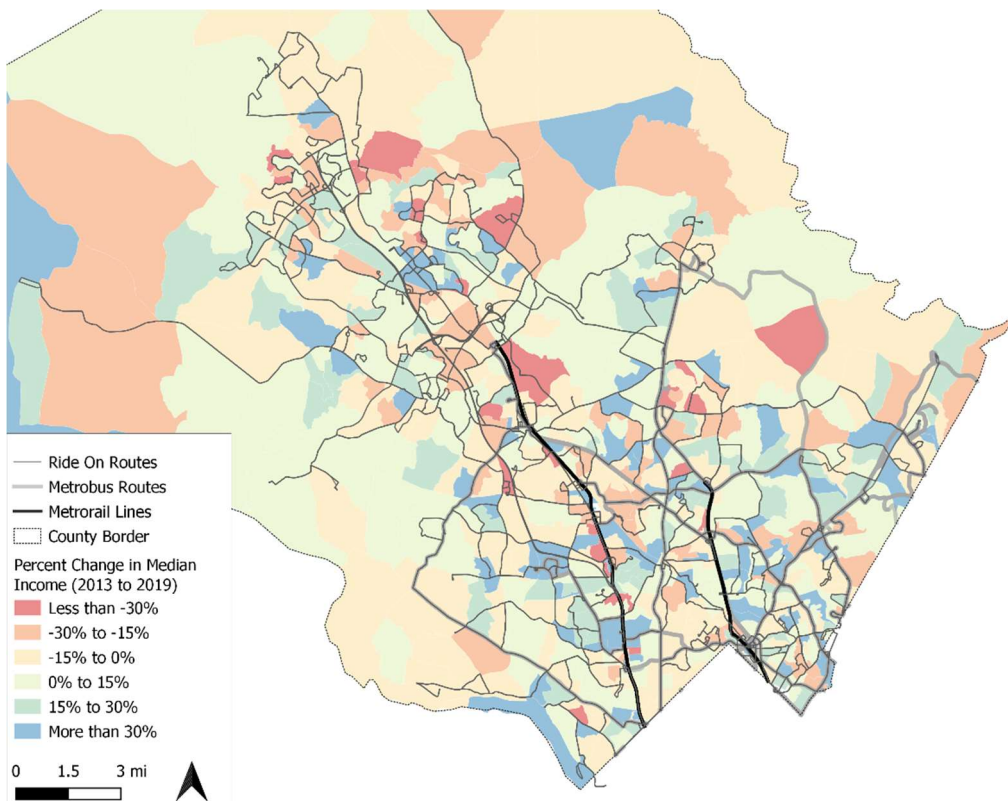 Ride On Routes
Metrobus Routes
Metrorail Lines
County Border
Percent Change in Median
Income (2013 to 2019)
Less than -30%
-30% to -15%
-15% to 0%
0% to 15%
15% to 30%
More than 30%
0 1.5 3 mi